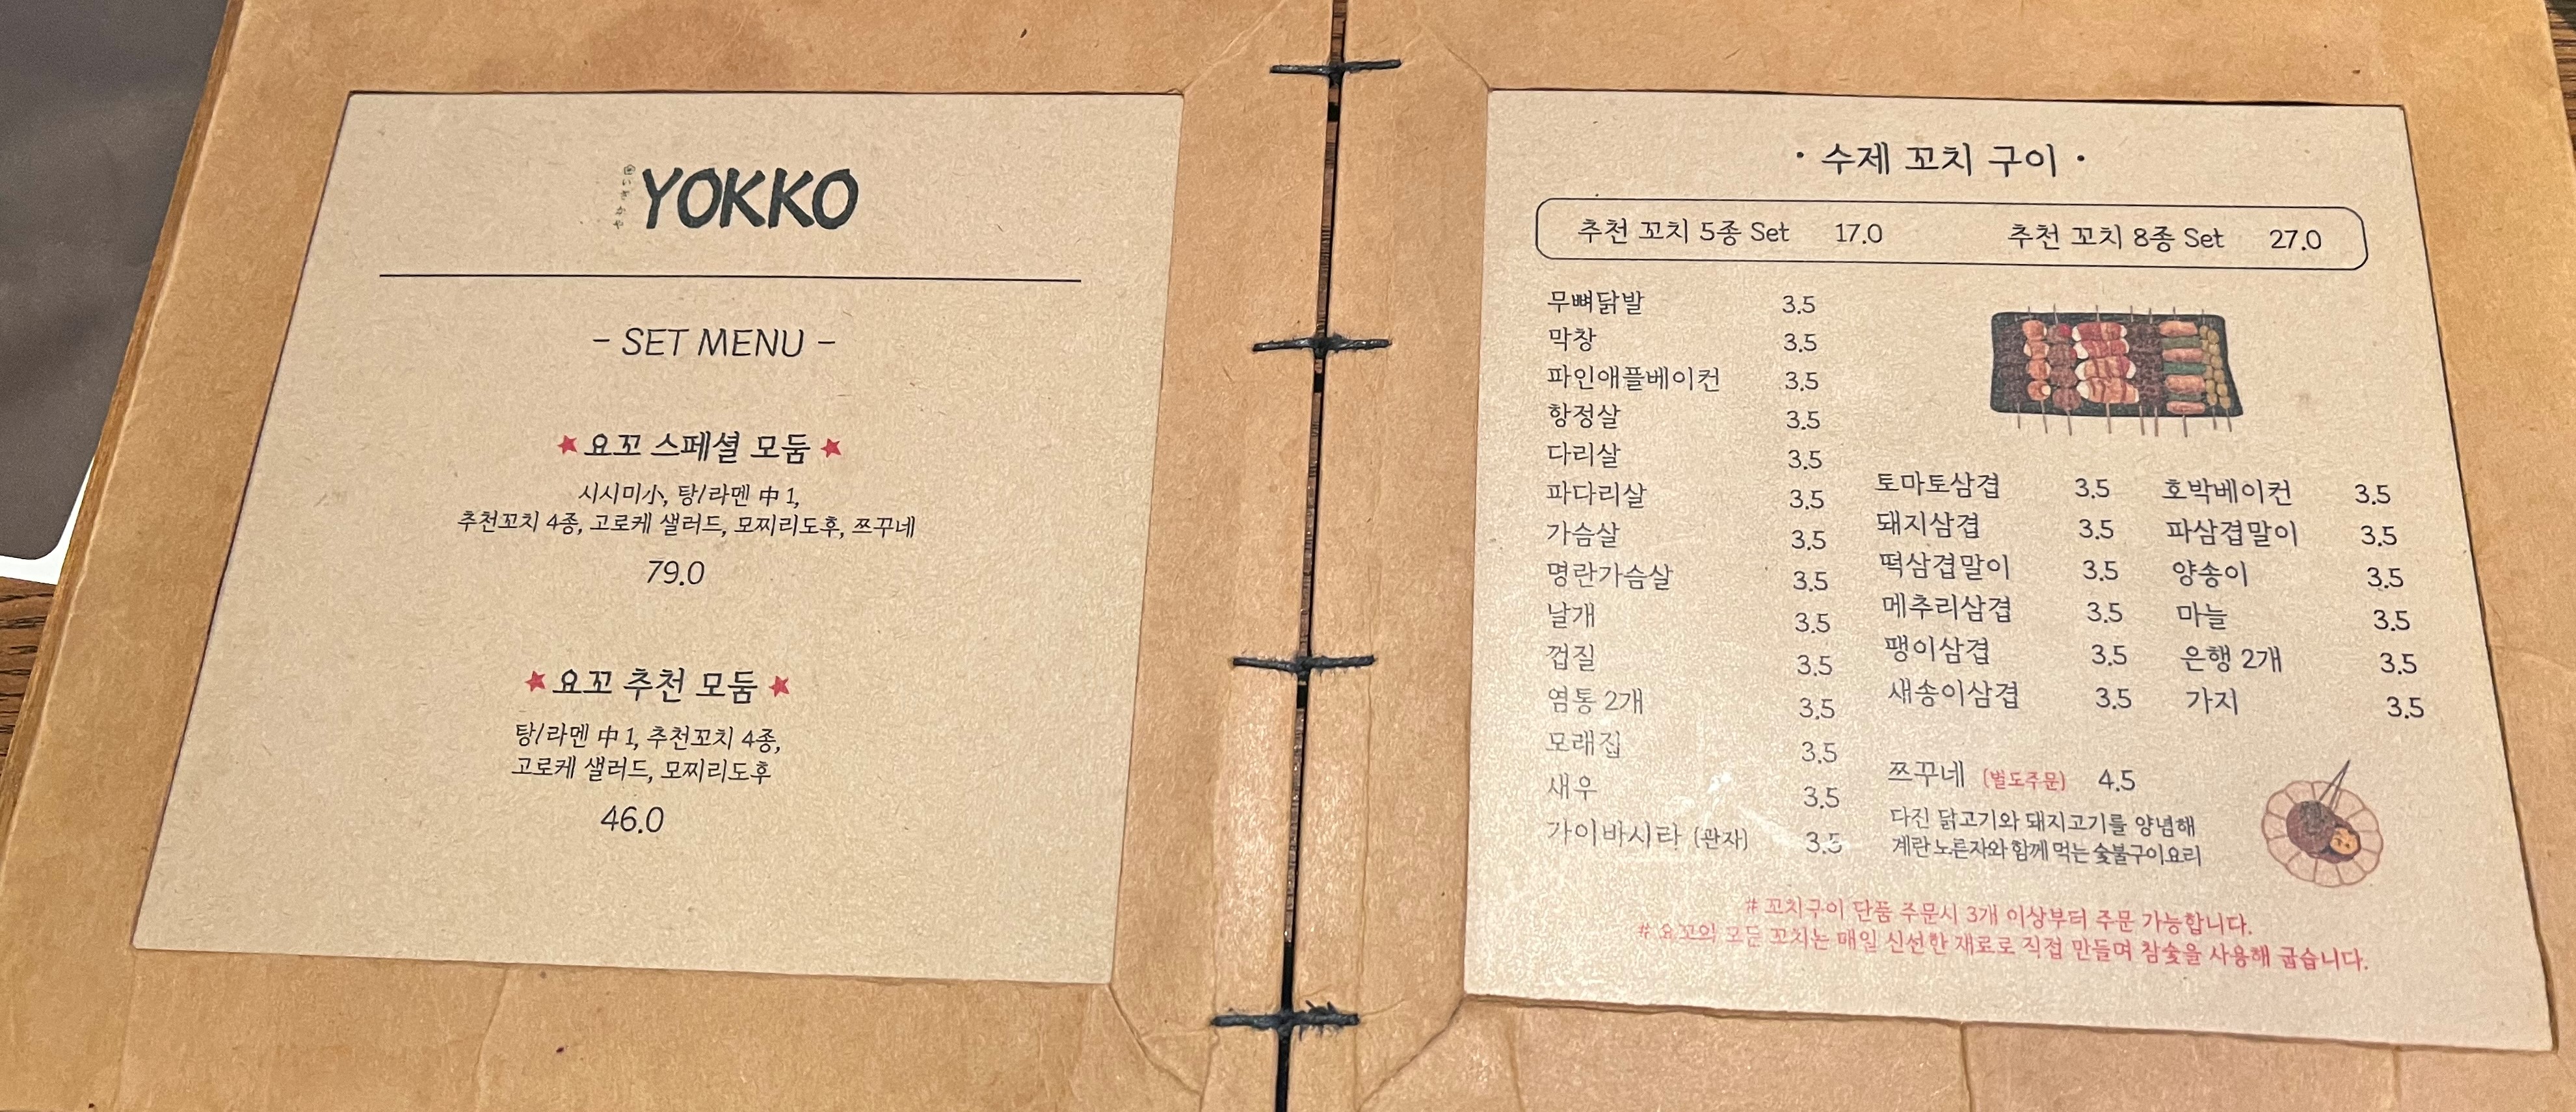 YOKKO
- SET MENU -
요꼬 스페셜 모둠
시시미小, 탕/라멘 中 1,
추천꼬치 4종, 고로케 샐러드, 모찌리도후, 쯔꾸네
79.0
요꼬 추천 모둠
탕/라멘 中 1, 추천꼬치 4종,
고로케 샐러드, 모찌리도후
46.0
· 수제 꼬치 구이 ·
추천 꼬치 5종 Set 17.0 추천 꼬치 8종 Set 27.0
무뼈닭발 3.5
막창 3.5
파인애플베이컨 3.5
항정살 3.5
다리살 3.5
파다리살 3.5
가슴살 3.5
명란가슴살 3.5
날개 3.5
껍질 3.5
염통 2개 3.5
모래집 3.5
새우 3.5
가이바시라 (관자) 3.5
토마토삼겹 3.5
돼지삼겹 3.5
떡삼겹말이 3.5
메추리삼겹 3.5
팽이삼겹 3.5
새송이삼겹 3.5
호박베이컨 3.5
파삼겹말이 3.5
양송이 3.5
마늘 3.5
은행 2개 3.5
가지 3.5
쯔꾸네 (별도주문) 4.5
다진 닭고기와 돼지고기를 양념해
계란 노른자와 함께 먹는 숯불구이요리
# 꼬치구이 단품 주문시 3개 이상부터 주문 가능합니다.
# 요꼬의 모든 꼬치는 매일 신선한 재료로 직접 만들며 참숯을 사용해 굽습니다.